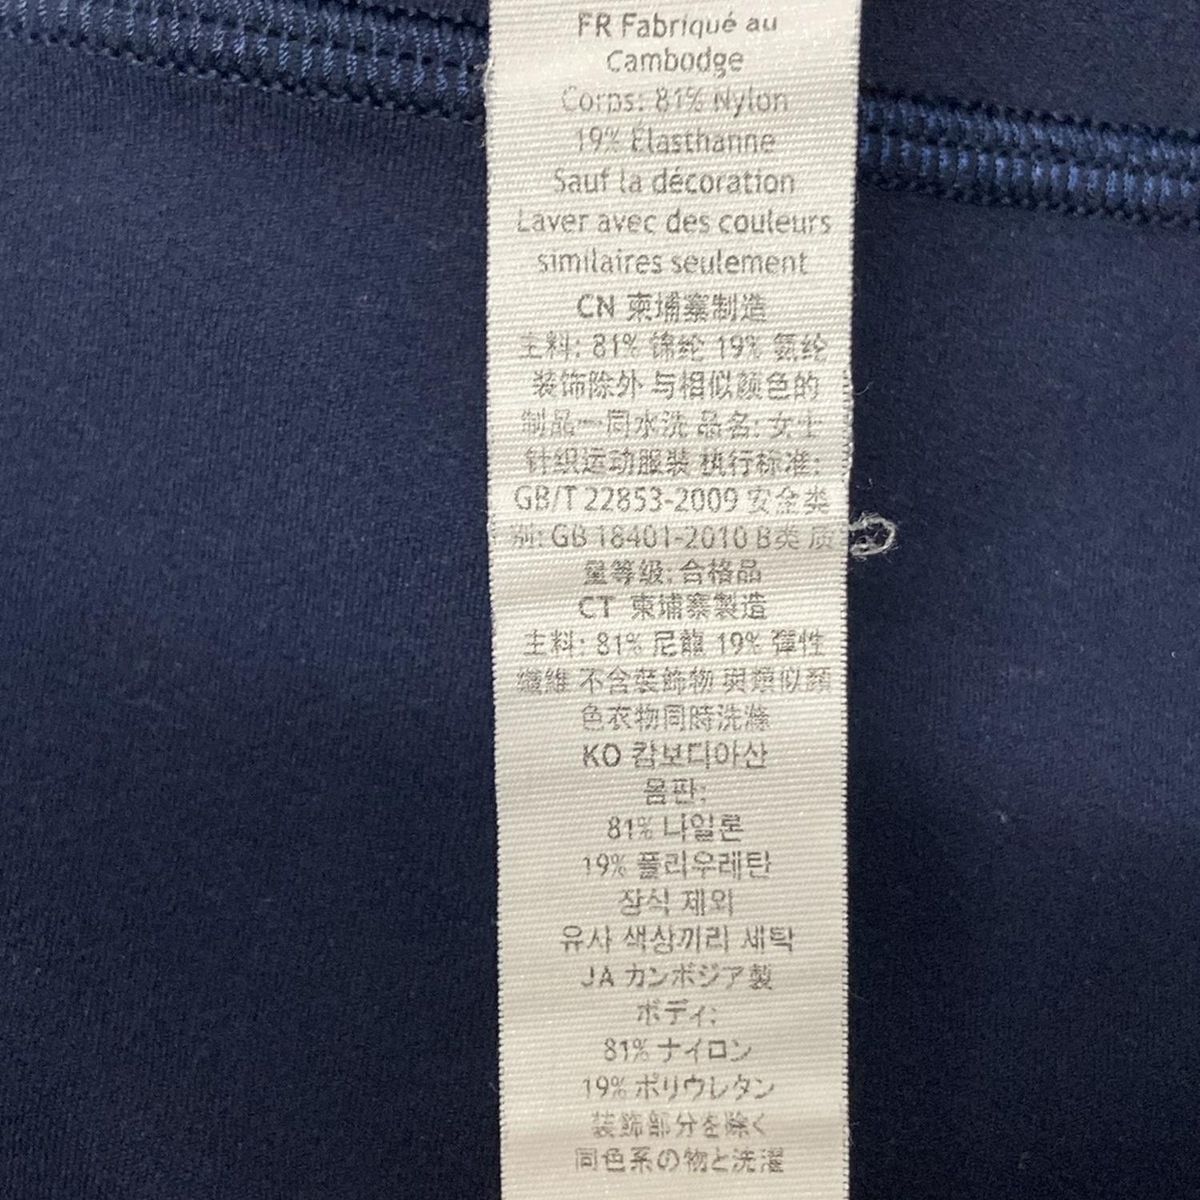 FR Fabriqué au
Cambodge
Corps: 81% Nylon
19% Élasthanne
Sauf la décoration
Laver avec des couleurs
similaires seulement
CN 柬埔寨制造
主料: 81% 锦纶 19% 氨纶
装饰除外 与相似颜色的
制品一同水洗 品名: 女士
针织运动服装 执行标准:
GB/T 22853-2009 安全类
别: GB 18401-2010 B类 质
量等级: 合格品
CT 柬埔寨製造
主料: 81% 尼龍 19% 彈性
纖維 不含裝飾物 與類似顏
色衣物同時洗滌
KO 캄보디아산
몸판:
81% 나일론
19% 폴리우레탄
장식 제외
유사 색상끼리 세탁
JA カンボジア製
ボディ:
81% ナイロン
19% ポリウレタン
装飾部分を除く
同色系の物と洗濯